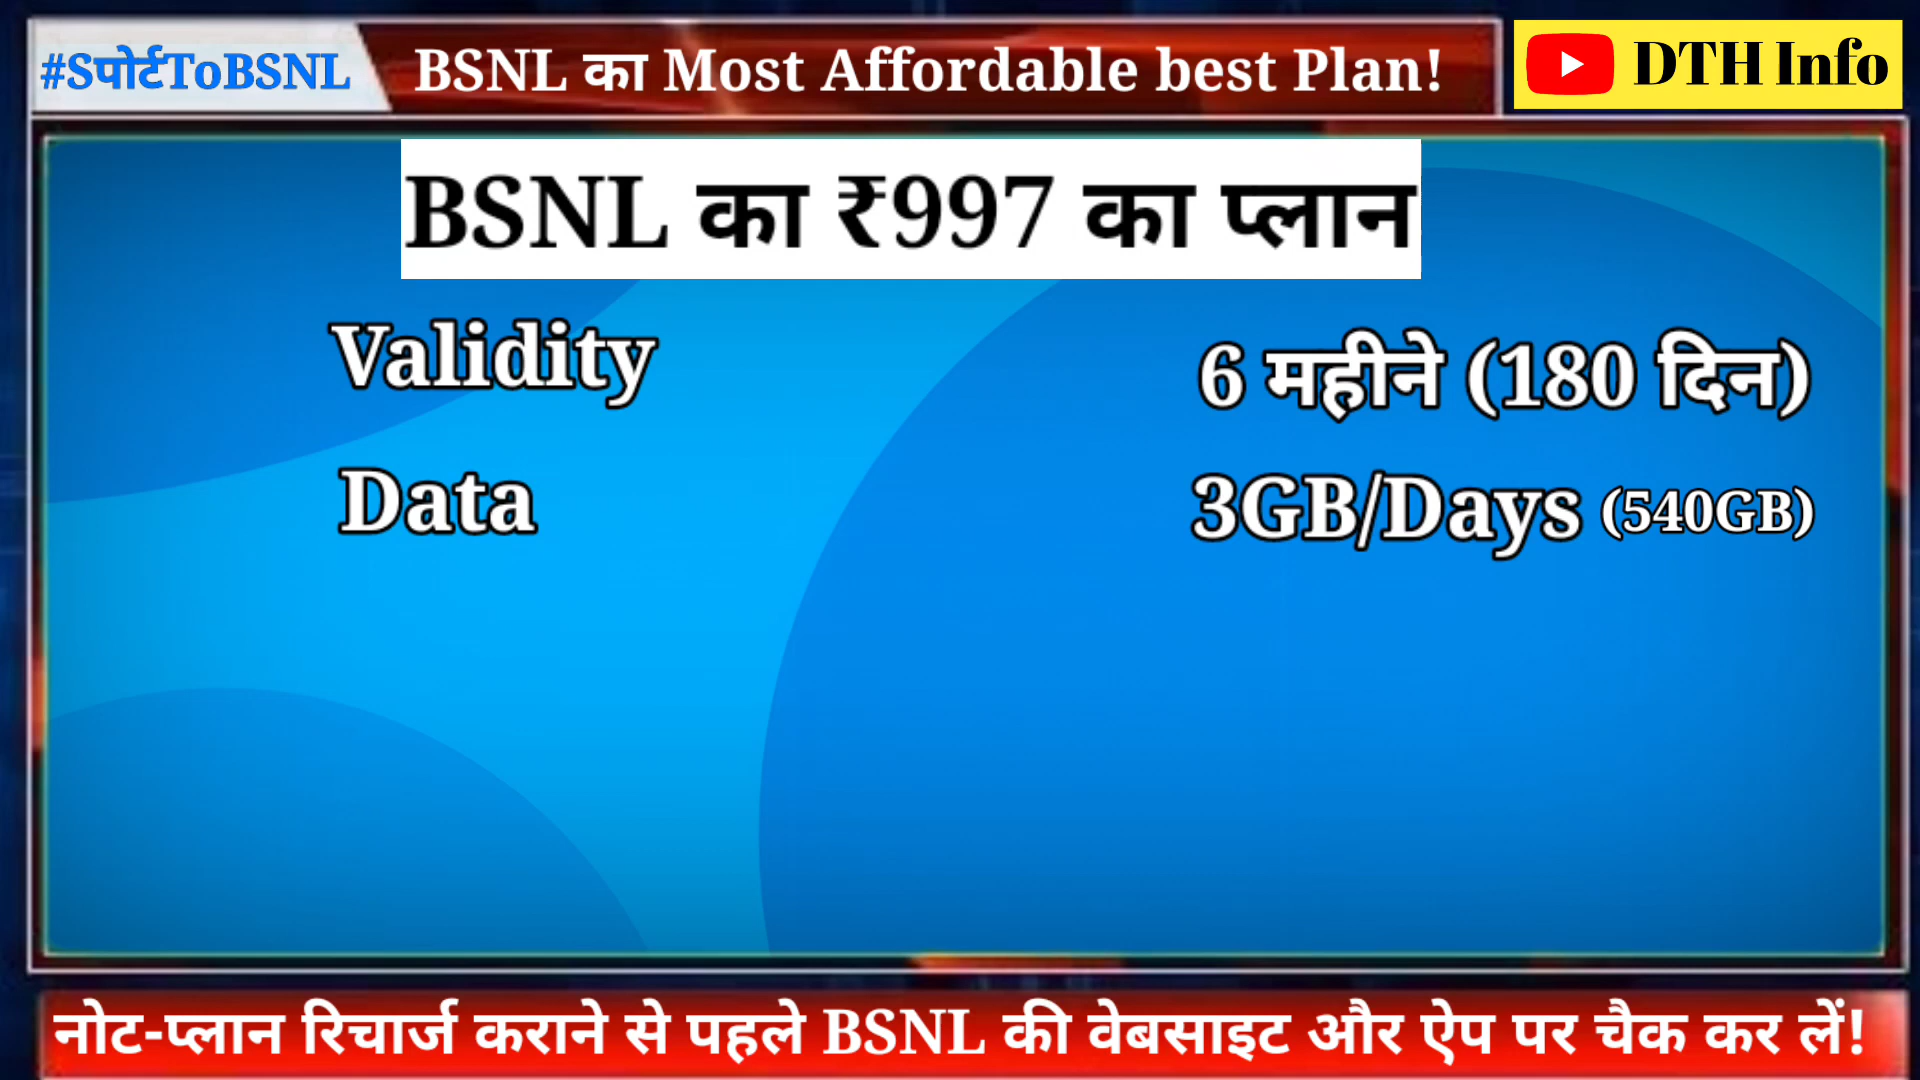 #Sपोर्टToBSNL
BSNL का Most Affordable best Plan!
DTH Info
BSNL का ₹997 का प्लान
Validity
6 महीने (180 दिन)
Data
3GB/Days (540GB)
नोट-प्लान रिचार्ज कराने से पहले BSNL की वेबसाइट और ऐप पर चैक कर लें!